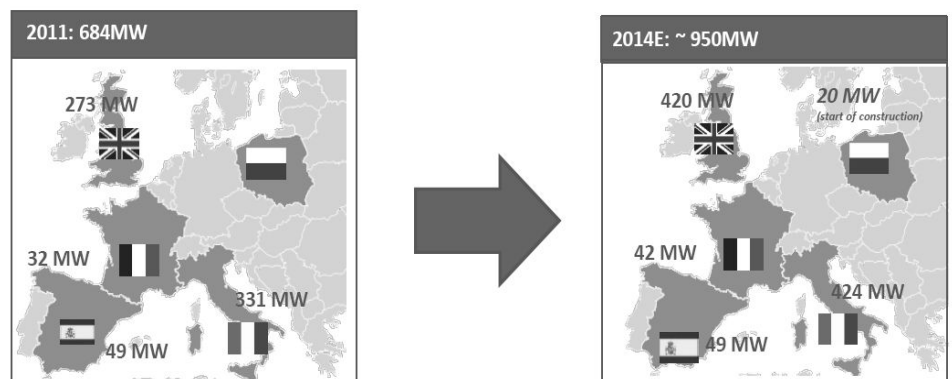 2011: 684MW
273 MW
32 MW
331 MW
49 MW
2014E: ~ 950MW
420 MW
20 MW
(start of construction)
42 MW
424 MW
49 MW